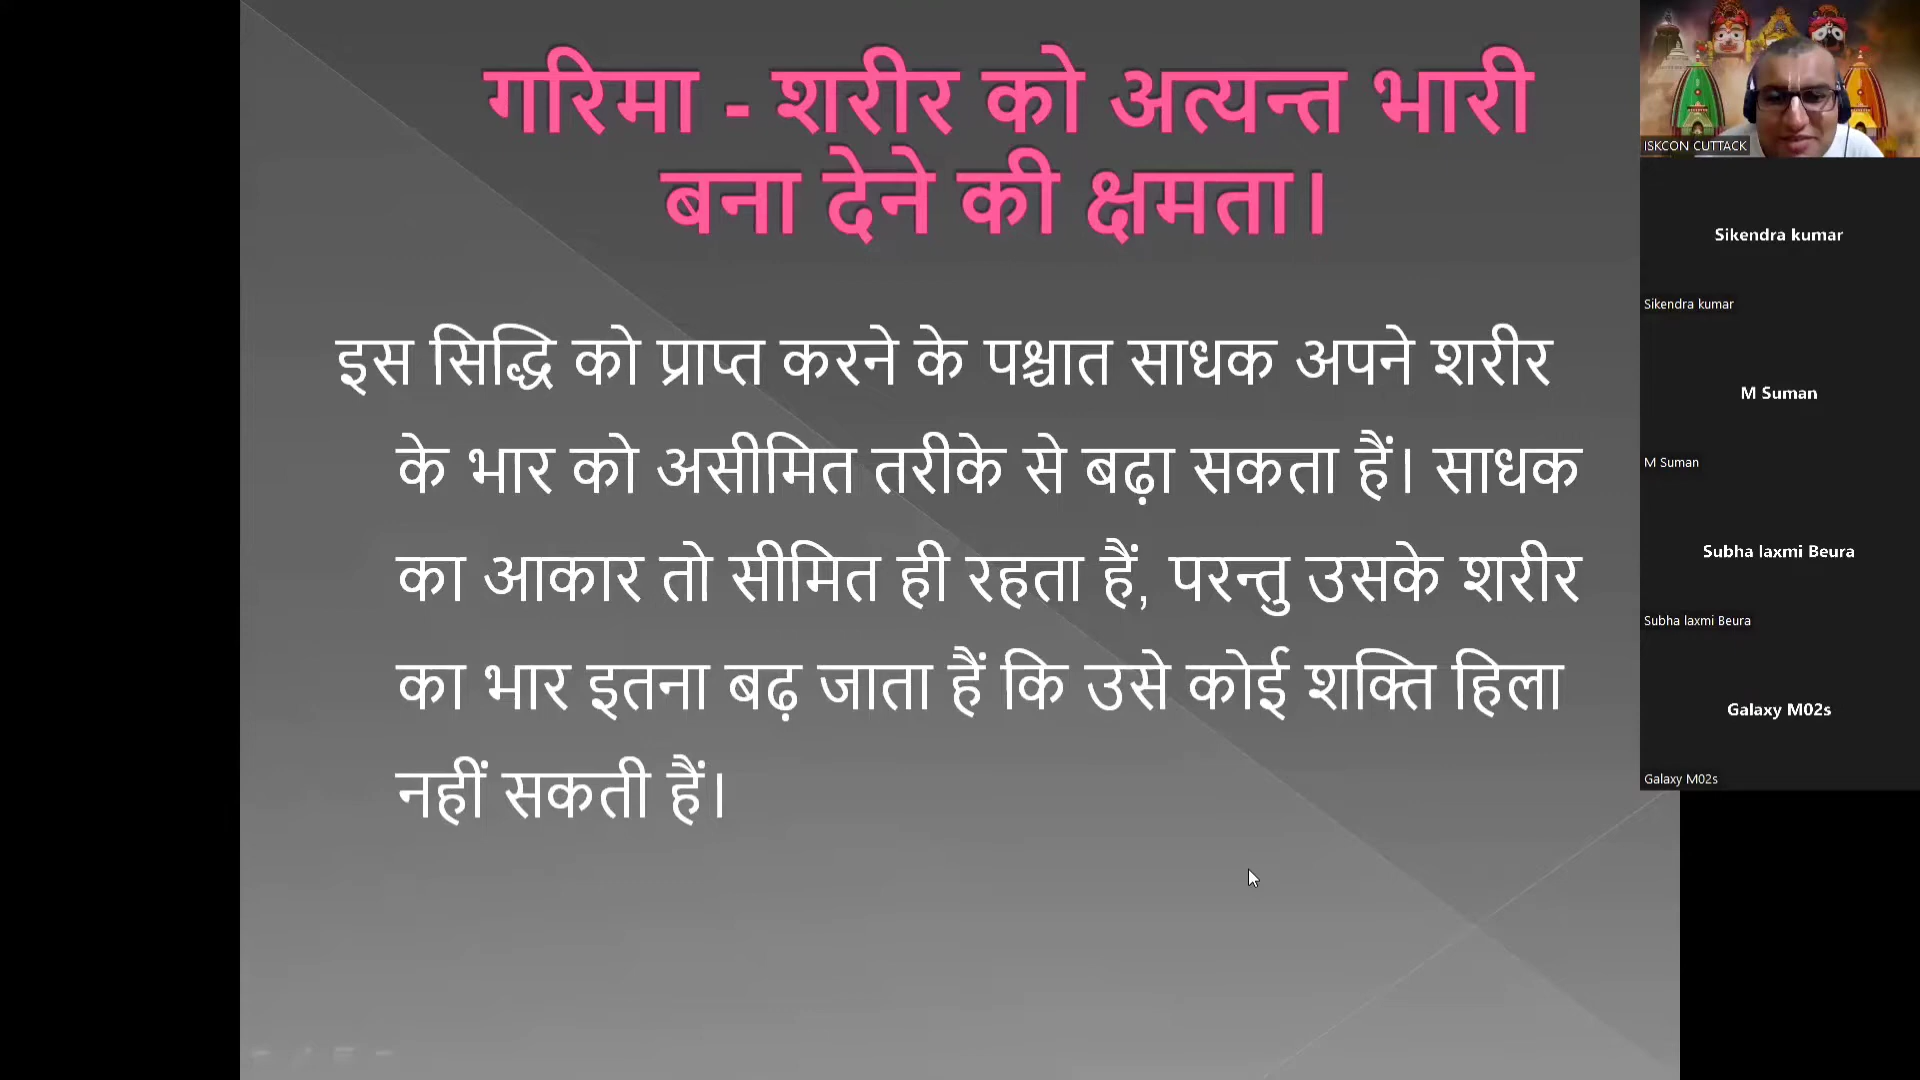 गरिमा - शरीर को अत्यन्त भारी
बना देने की क्षमता।
इस सिद्धि को प्राप्त करने के पश्चात साधक अपने शरीर
के भार को असीमित तरीके से बढ़ा सकता हैं। साधक
का आकार तो सीमित ही रहता हैं, परन्तु उसके शरीर
का भार इतना बढ़ जाता हैं कि उसे कोई शक्ति हिला
नहीं सकती हैं।
ISKCON CUTTACK
Sikendra kumar
Sikendra kumar
M Suman
M Suman
Subha laxmi Beura
Subha laxmi Beura
Galaxy M02s
Galaxy M02s